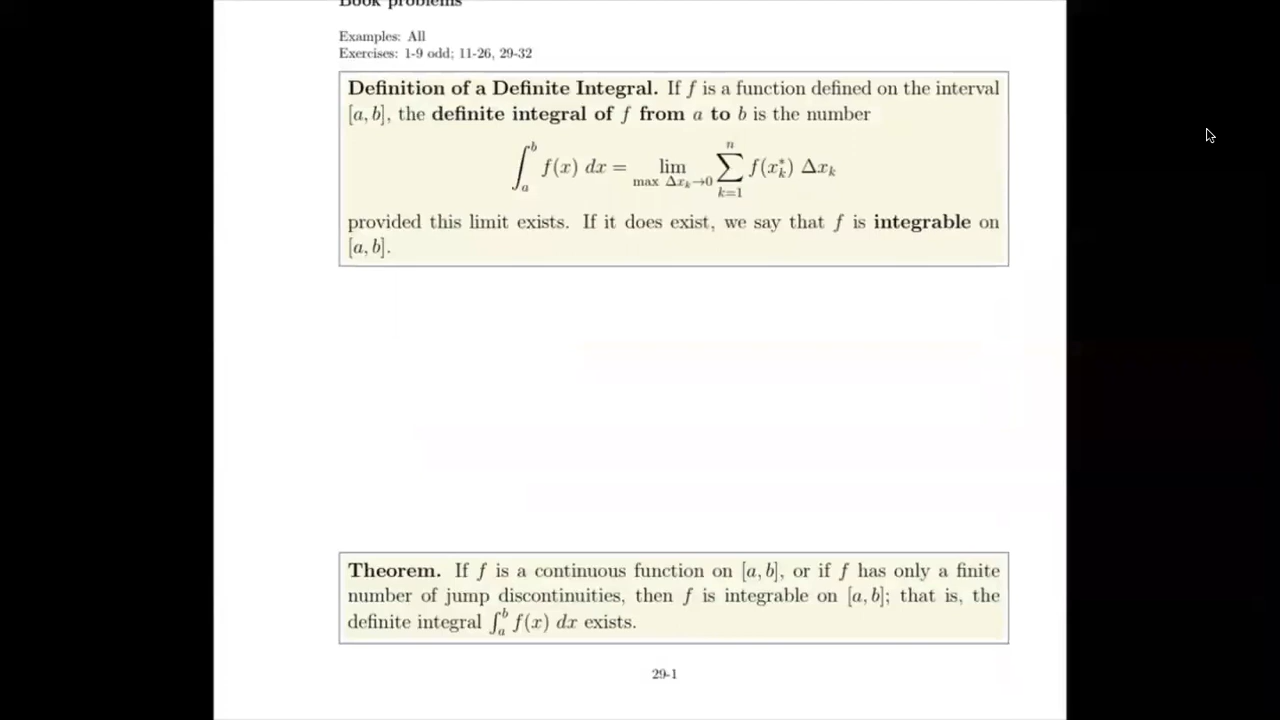 Book problems
Examples: All
Exercises: 1-9 odd; 11-26, 29-32
Definition of a Definite Integral. If f is a function defined on the interval
[a, b], the definite integral of f from a to b is the number
∫_a^b f(x) dx = lim_{max Δx_k→0} ∑_{k=1}^n f(x_k^*) Δx_k
provided this limit exists. If it does exist, we say that f is integrable on
[a, b].
Theorem. If f is a continuous function on [a, b], or if f has only a finite
number of jump discontinuities, then f is integrable on [a, b]; that is, the
definite integral ∫_a^b f(x) dx exists.
29-1